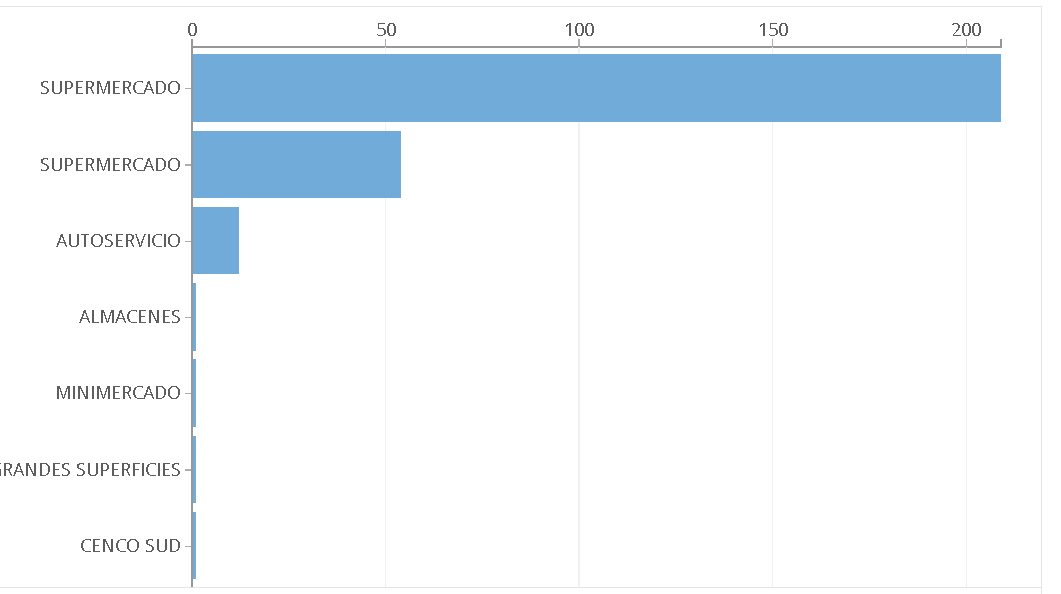 0 50 100 150 200
SUPERMERCADO
SUPERMERCADO
AUTOSERVICIO
ALMACENES
MINIMERCADO
GRANDES SUPERFICIES
CENCO SUD